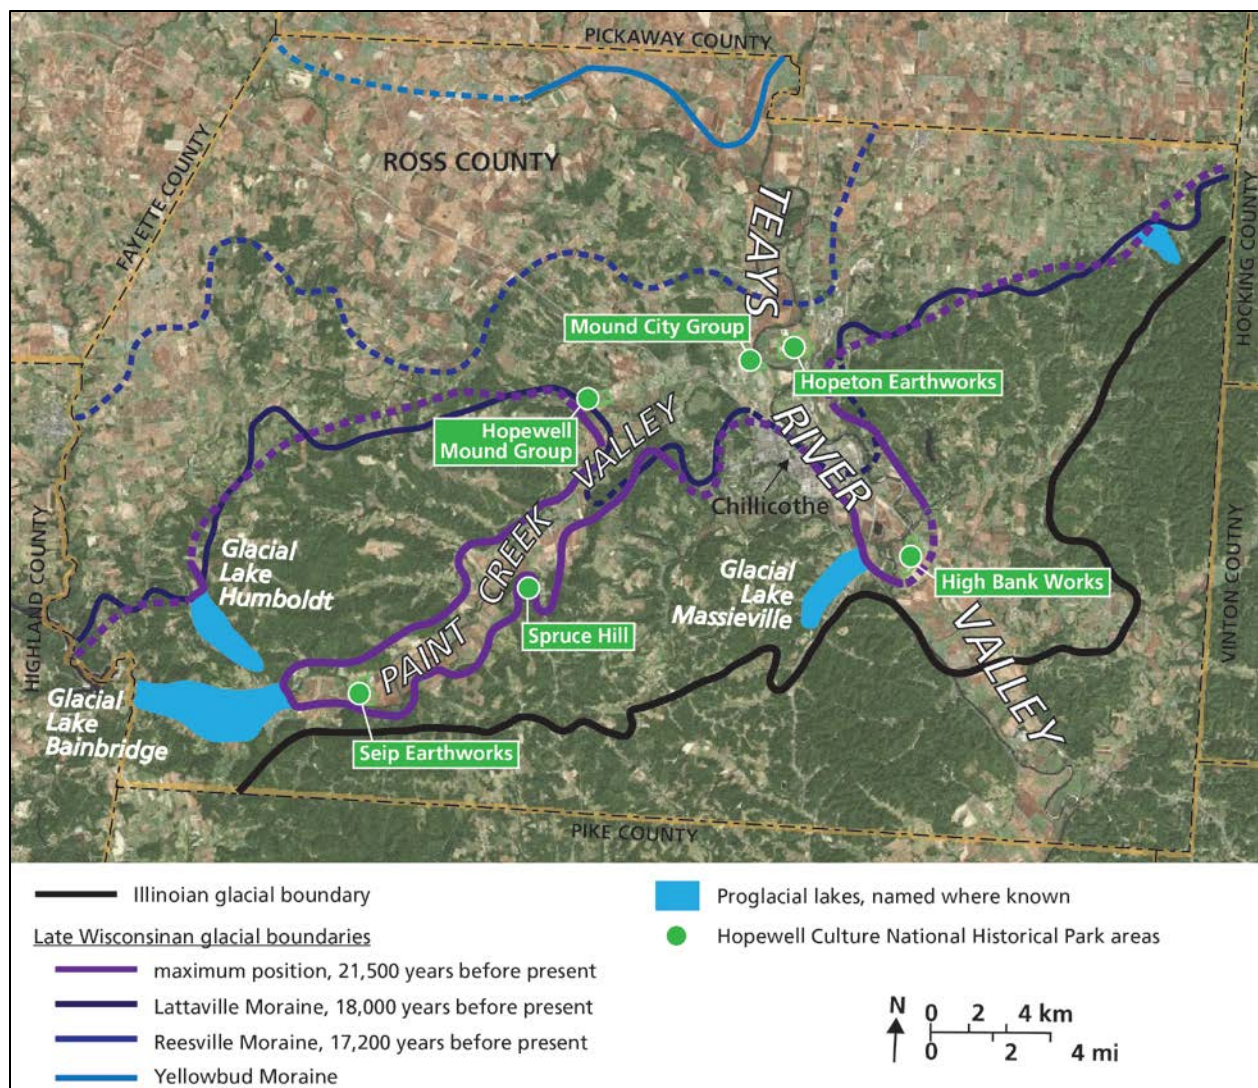 PICKAWAY COUNTY
FAYETTE COUNTY
ROSS COUNTY
HOCKING COUNTY
TEAYS
RIVER
VALLEY
Mound City Group
Hopeton Earthworks
Hopewell
Mound Group
PAINT
CREEK
VALLEY
Chillicothe
Glacial
Lake
Humboldt
HIGHLAND COUNTY
Glacial
Lake
Massieville
High Bank Works
Spruce Hill
VINTON COUTNY
Glacial
Lake
Bainbridge
Seip Earthworks
PIKE COUNTY
Illinoian glacial boundary
Late Wisconsinan glacial boundaries
maximum position, 21,500 years before present
Lattaville Moraine, 18,000 years before present
Reesville Moraine, 17,200 years before present
Yellowbud Moraine
Proglacial lakes, named where known
Hopewell Culture National Historical Park areas
N
0 2 4 km
0 2 4 mi